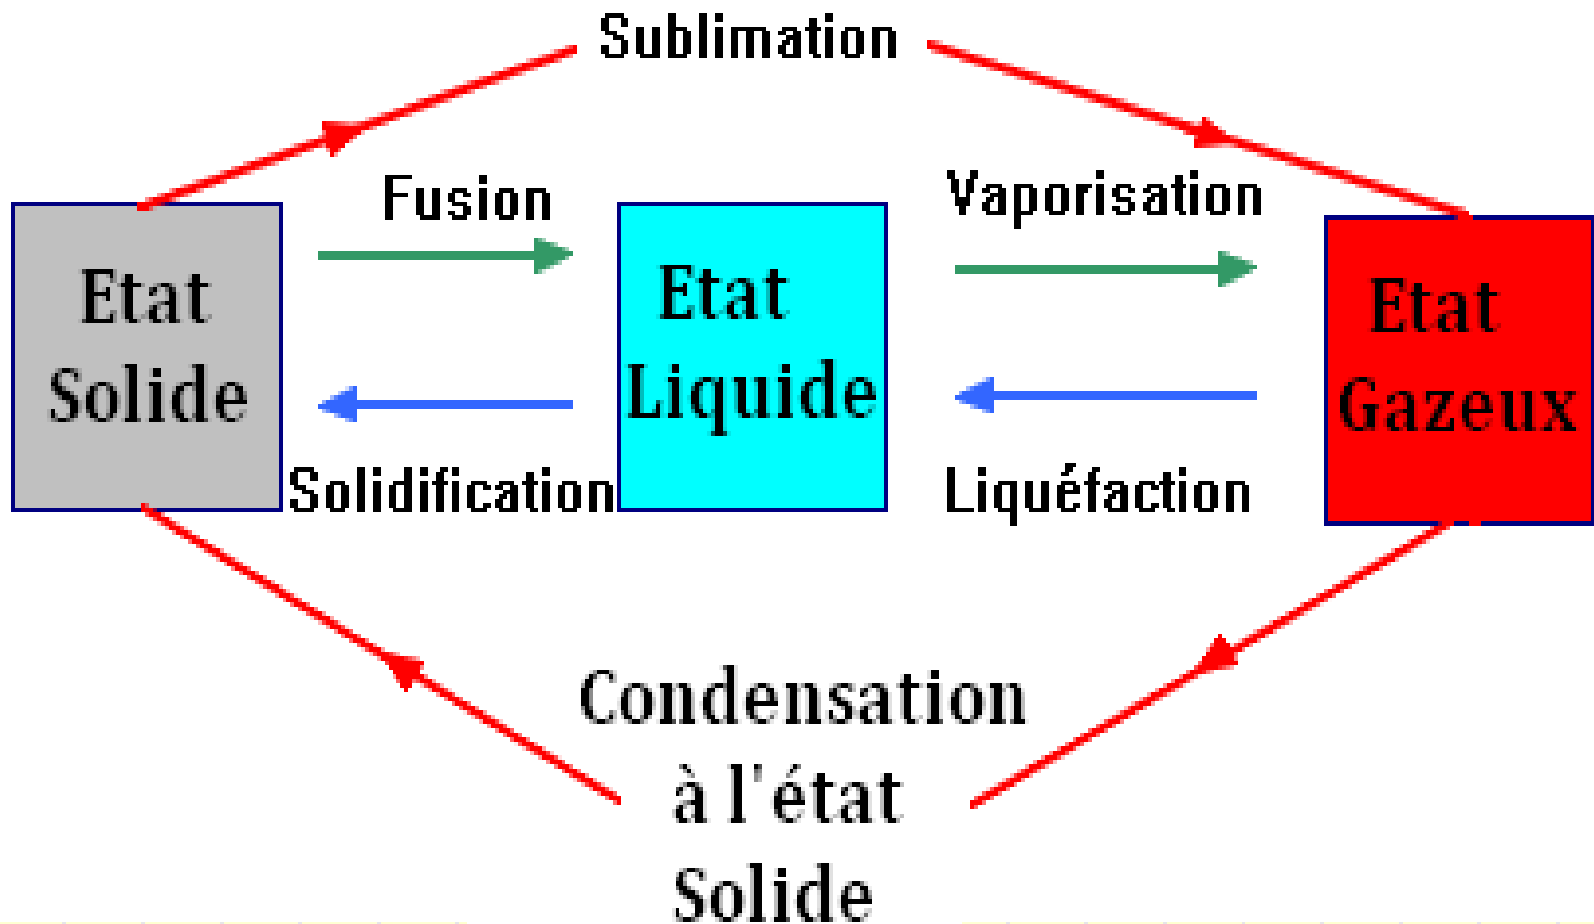 Sublimation
Fusion
Vaporisation
Etat
Solide
Etat
Liquide
Etat
Gazeux
Solidification
Liquéfaction
Condensation
à l'état
Solide